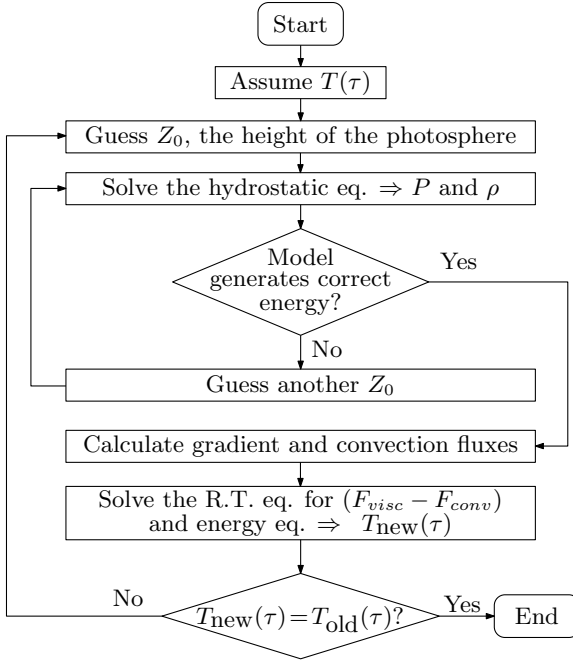 Start
Assume T(τ)
Guess Z₀, the height of the photosphere
Solve the hydrostatic eq. ⇒ P and ρ
Model
generates correct
energy?
Yes
No
Guess another Z₀
Calculate gradient and convection fluxes
Solve the R.T. eq. for (F_visc − F_conv)
and energy eq. ⇒ T_new(τ)
No
T_new(τ)=T_old(τ)?
Yes
End